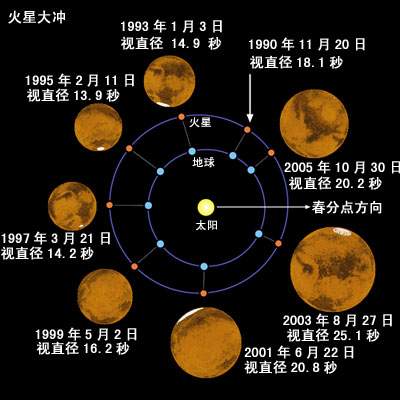 火星大冲
1993 年 1 月 3 日
视直径 14.9 秒
1990 年 11 月 20 日
视直径 18.1 秒
1995 年 2 月 11 日
视直径 13.9 秒
火星
地球
2005 年 10 月 30 日
视直径 20.2 秒
春分点方向
太阳
1997 年 3 月 21 日
视直径 14.2 秒
2003 年 8 月 27 日
视直径 25.1 秒
1999 年 5 月 2 日
视直径 16.2 秒
2001 年 6 月 22 日
视直径 20.8 秒